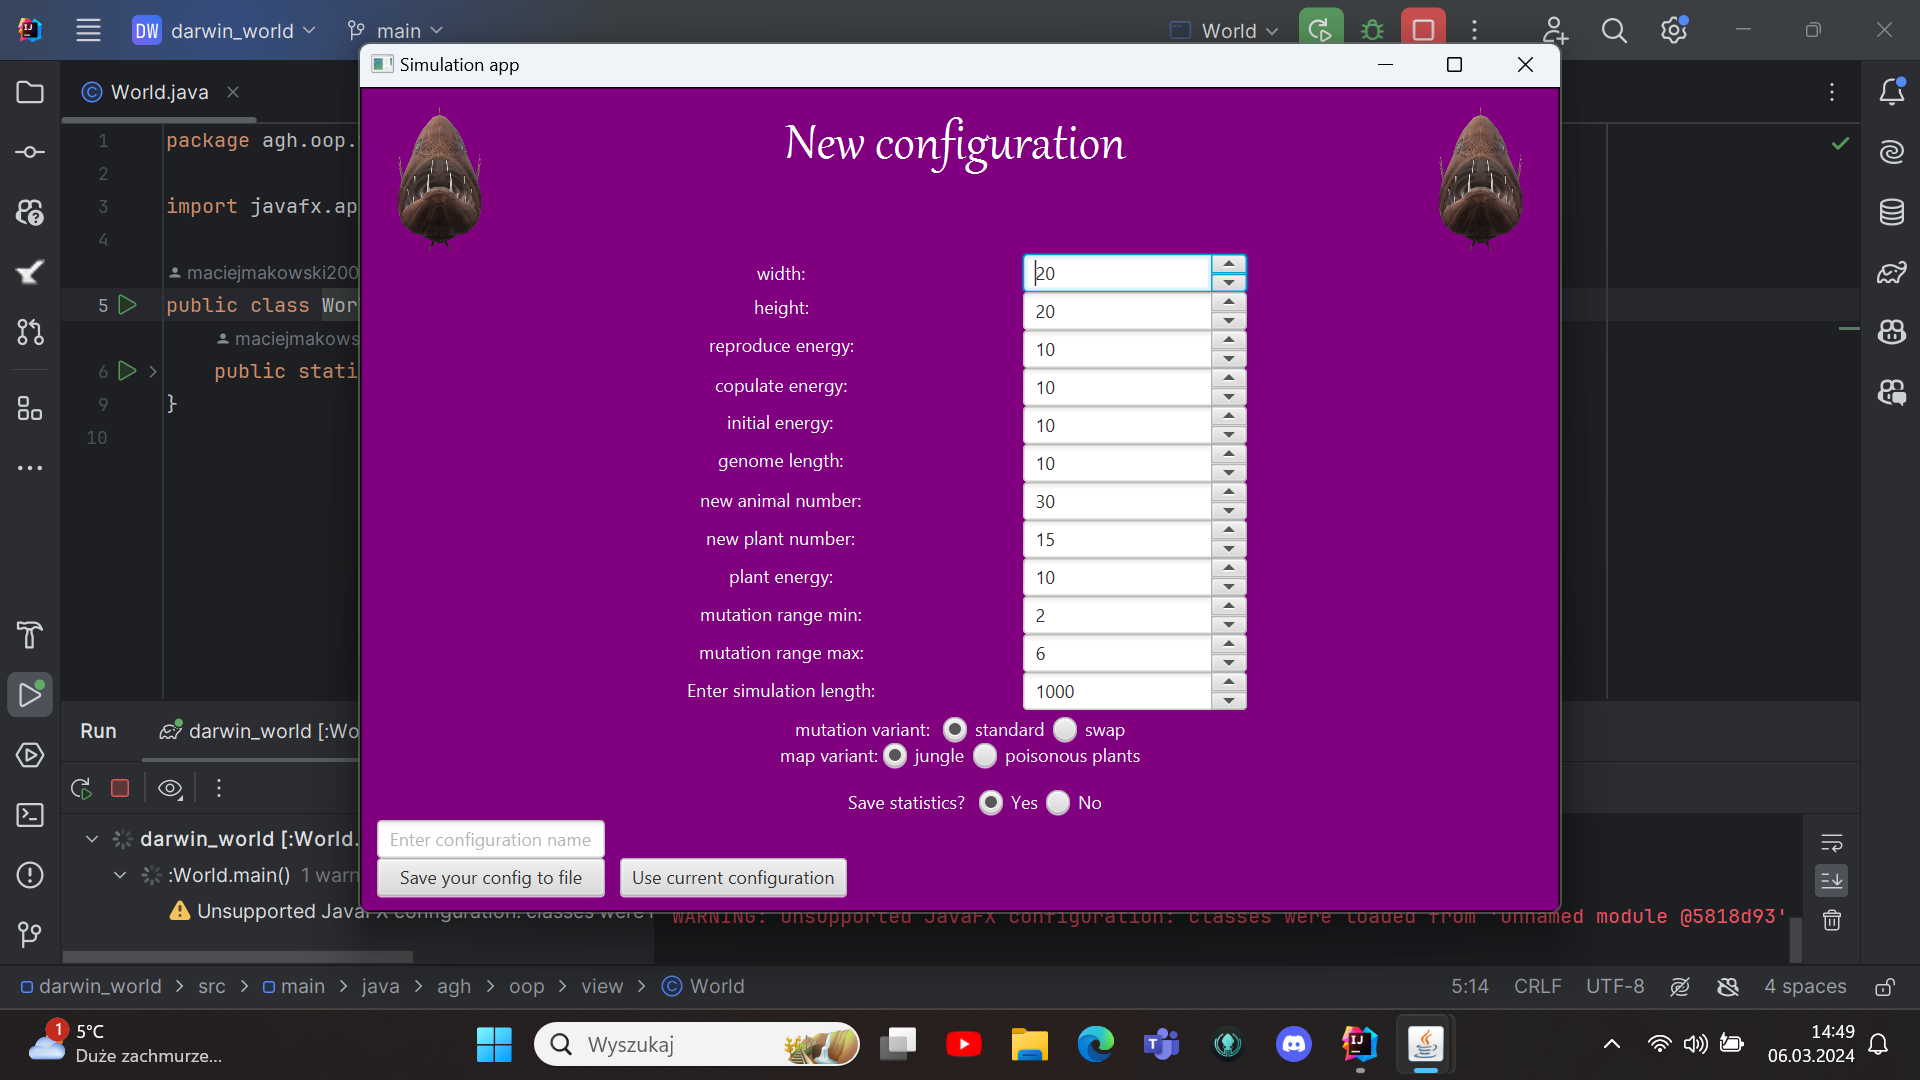 DW darwin_world main World
Simulation app
World.java
New configuration
1 package agh.oop.
2
3 import javafx.ap
4
maciejmakowski200
5 public class Wor
maciejmakows
6 public stati
9 }
10
width: 20
height: 20
reproduce energy: 10
copulate energy: 10
initial energy: 10
genome length: 10
new animal number: 30
new plant number: 15
plant energy: 10
mutation range min: 2
mutation range max: 6
Enter simulation length: 1000
mutation variant: standard swap
map variant: jungle poisonous plants
Save statistics? Yes No
Enter configuration name
Save your config to file Use current configuration
Run darwin_world [:Wo
darwin_world [:World.
:World.main() 1 warn
Unsupported JavaFX configuration: classes were
WARNING: Unsupported JavaFX configuration: classes were loaded from 'unnamed module @5818d93'
darwin_world > src > main > java > agh > oop > view > World
5:14 CRLF UTF-8 4 spaces
1 5°C
Duże zachmurze...
Wyszukaj
14:49
06.03.2024